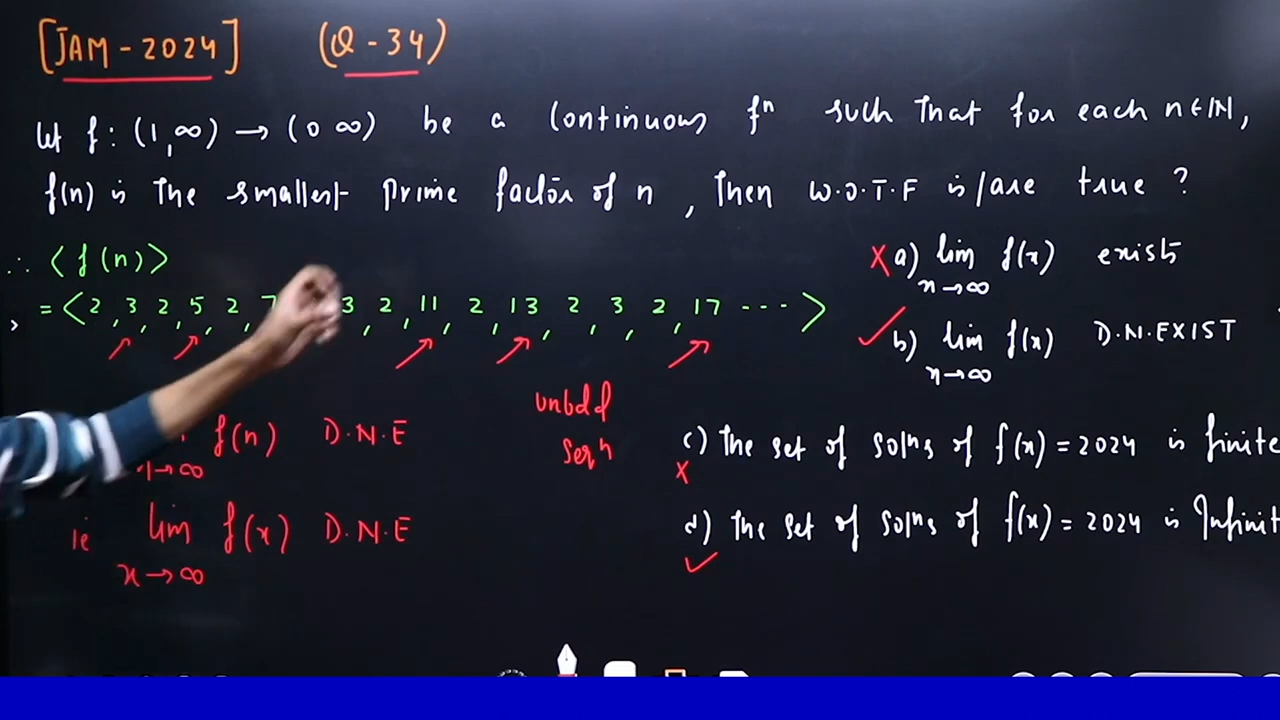 [JAM - 2024] (Q - 34)
Let f : (1, ∞) → (0 ∞) be a continuous fⁿ such that for each n ∈ ℕ,
f(n) is the smallest prime factor of n, Then W.O.T.F is/are true ?
∴ <f(n)>
= <2, 3, 2, 5, 2, 7 3, 2, 11, 2, 13, 2, 3, 2, 17 --- >
unbdd
seqn
f(n) D.N.E
n→∞
ie lim f(x) D.N.E
x→∞
X a) lim f(x) exists
x→∞
✓ b) lim f(x) D.N.EXIST
x→∞
c) The set of solⁿs of f(x) = 2024 is finite
X
d) The set of solⁿs of f(x) = 2024 is Infinit
✓